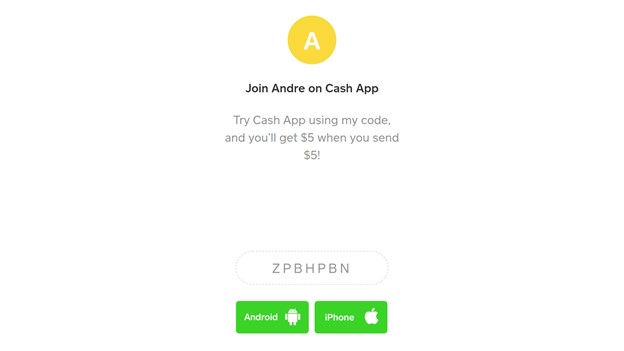 A
Join Andre on Cash App
Try Cash App using my code,
and you'll get $5 when you send
$5!
ZPBHPBN
Android
iPhone